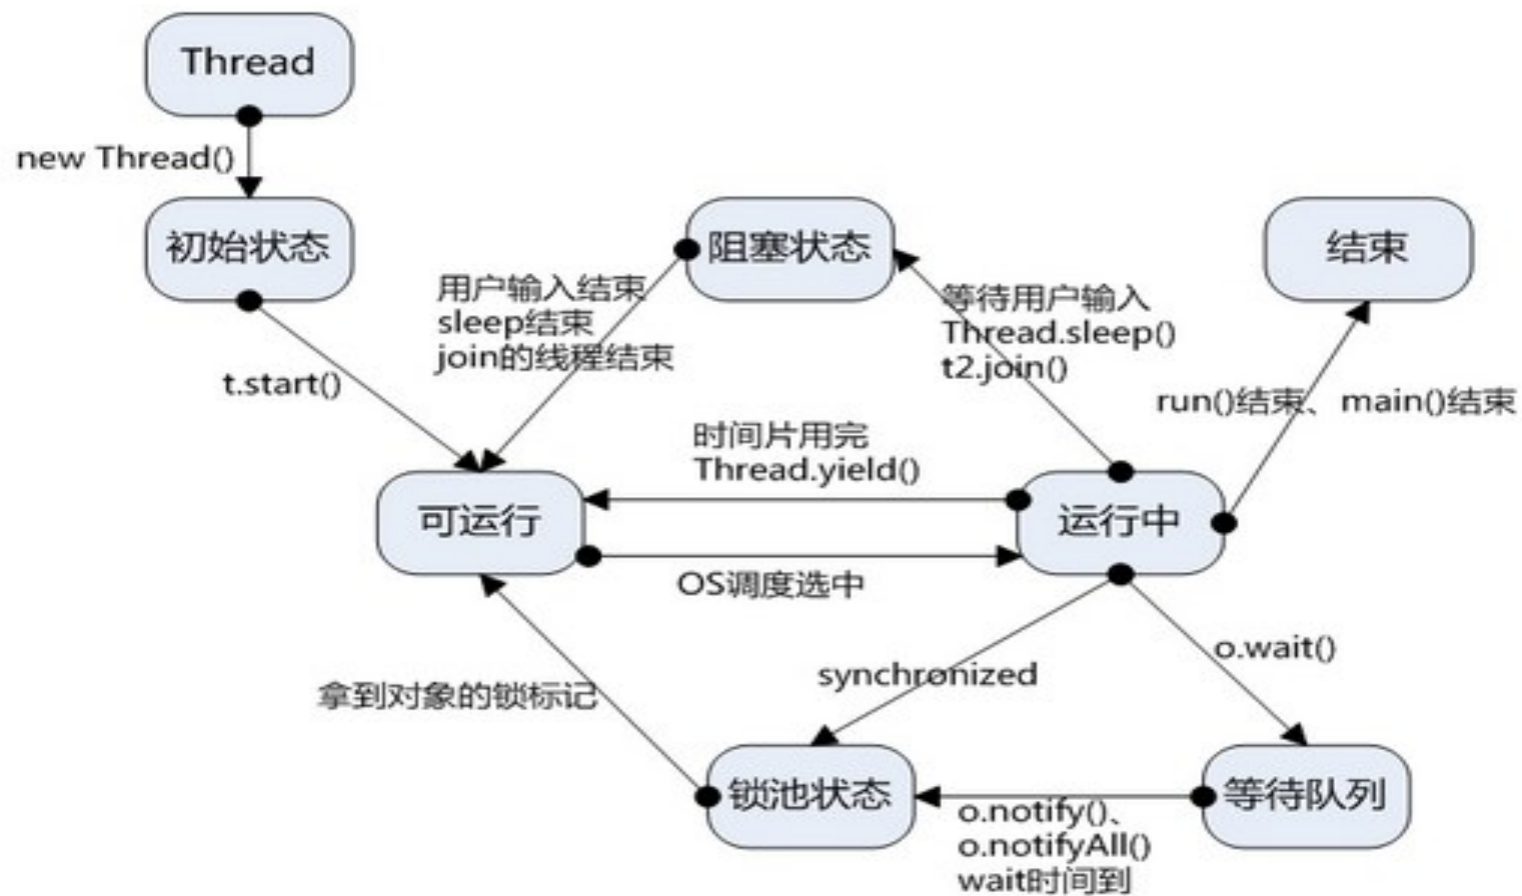 Thread
new Thread()
初始状态
阻塞状态
结束
用户输入结束
sleep结束
join的线程结束
等待用户输入
Thread.sleep()
t2.join()
t.start()
run()结束、main()结束
时间片用完
Thread.yield()
可运行
运行中
OS调度选中
o.wait()
synchronized
拿到对象的锁标记
锁池状态
等待队列
o.notify()、
o.notifyAll()
wait时间到